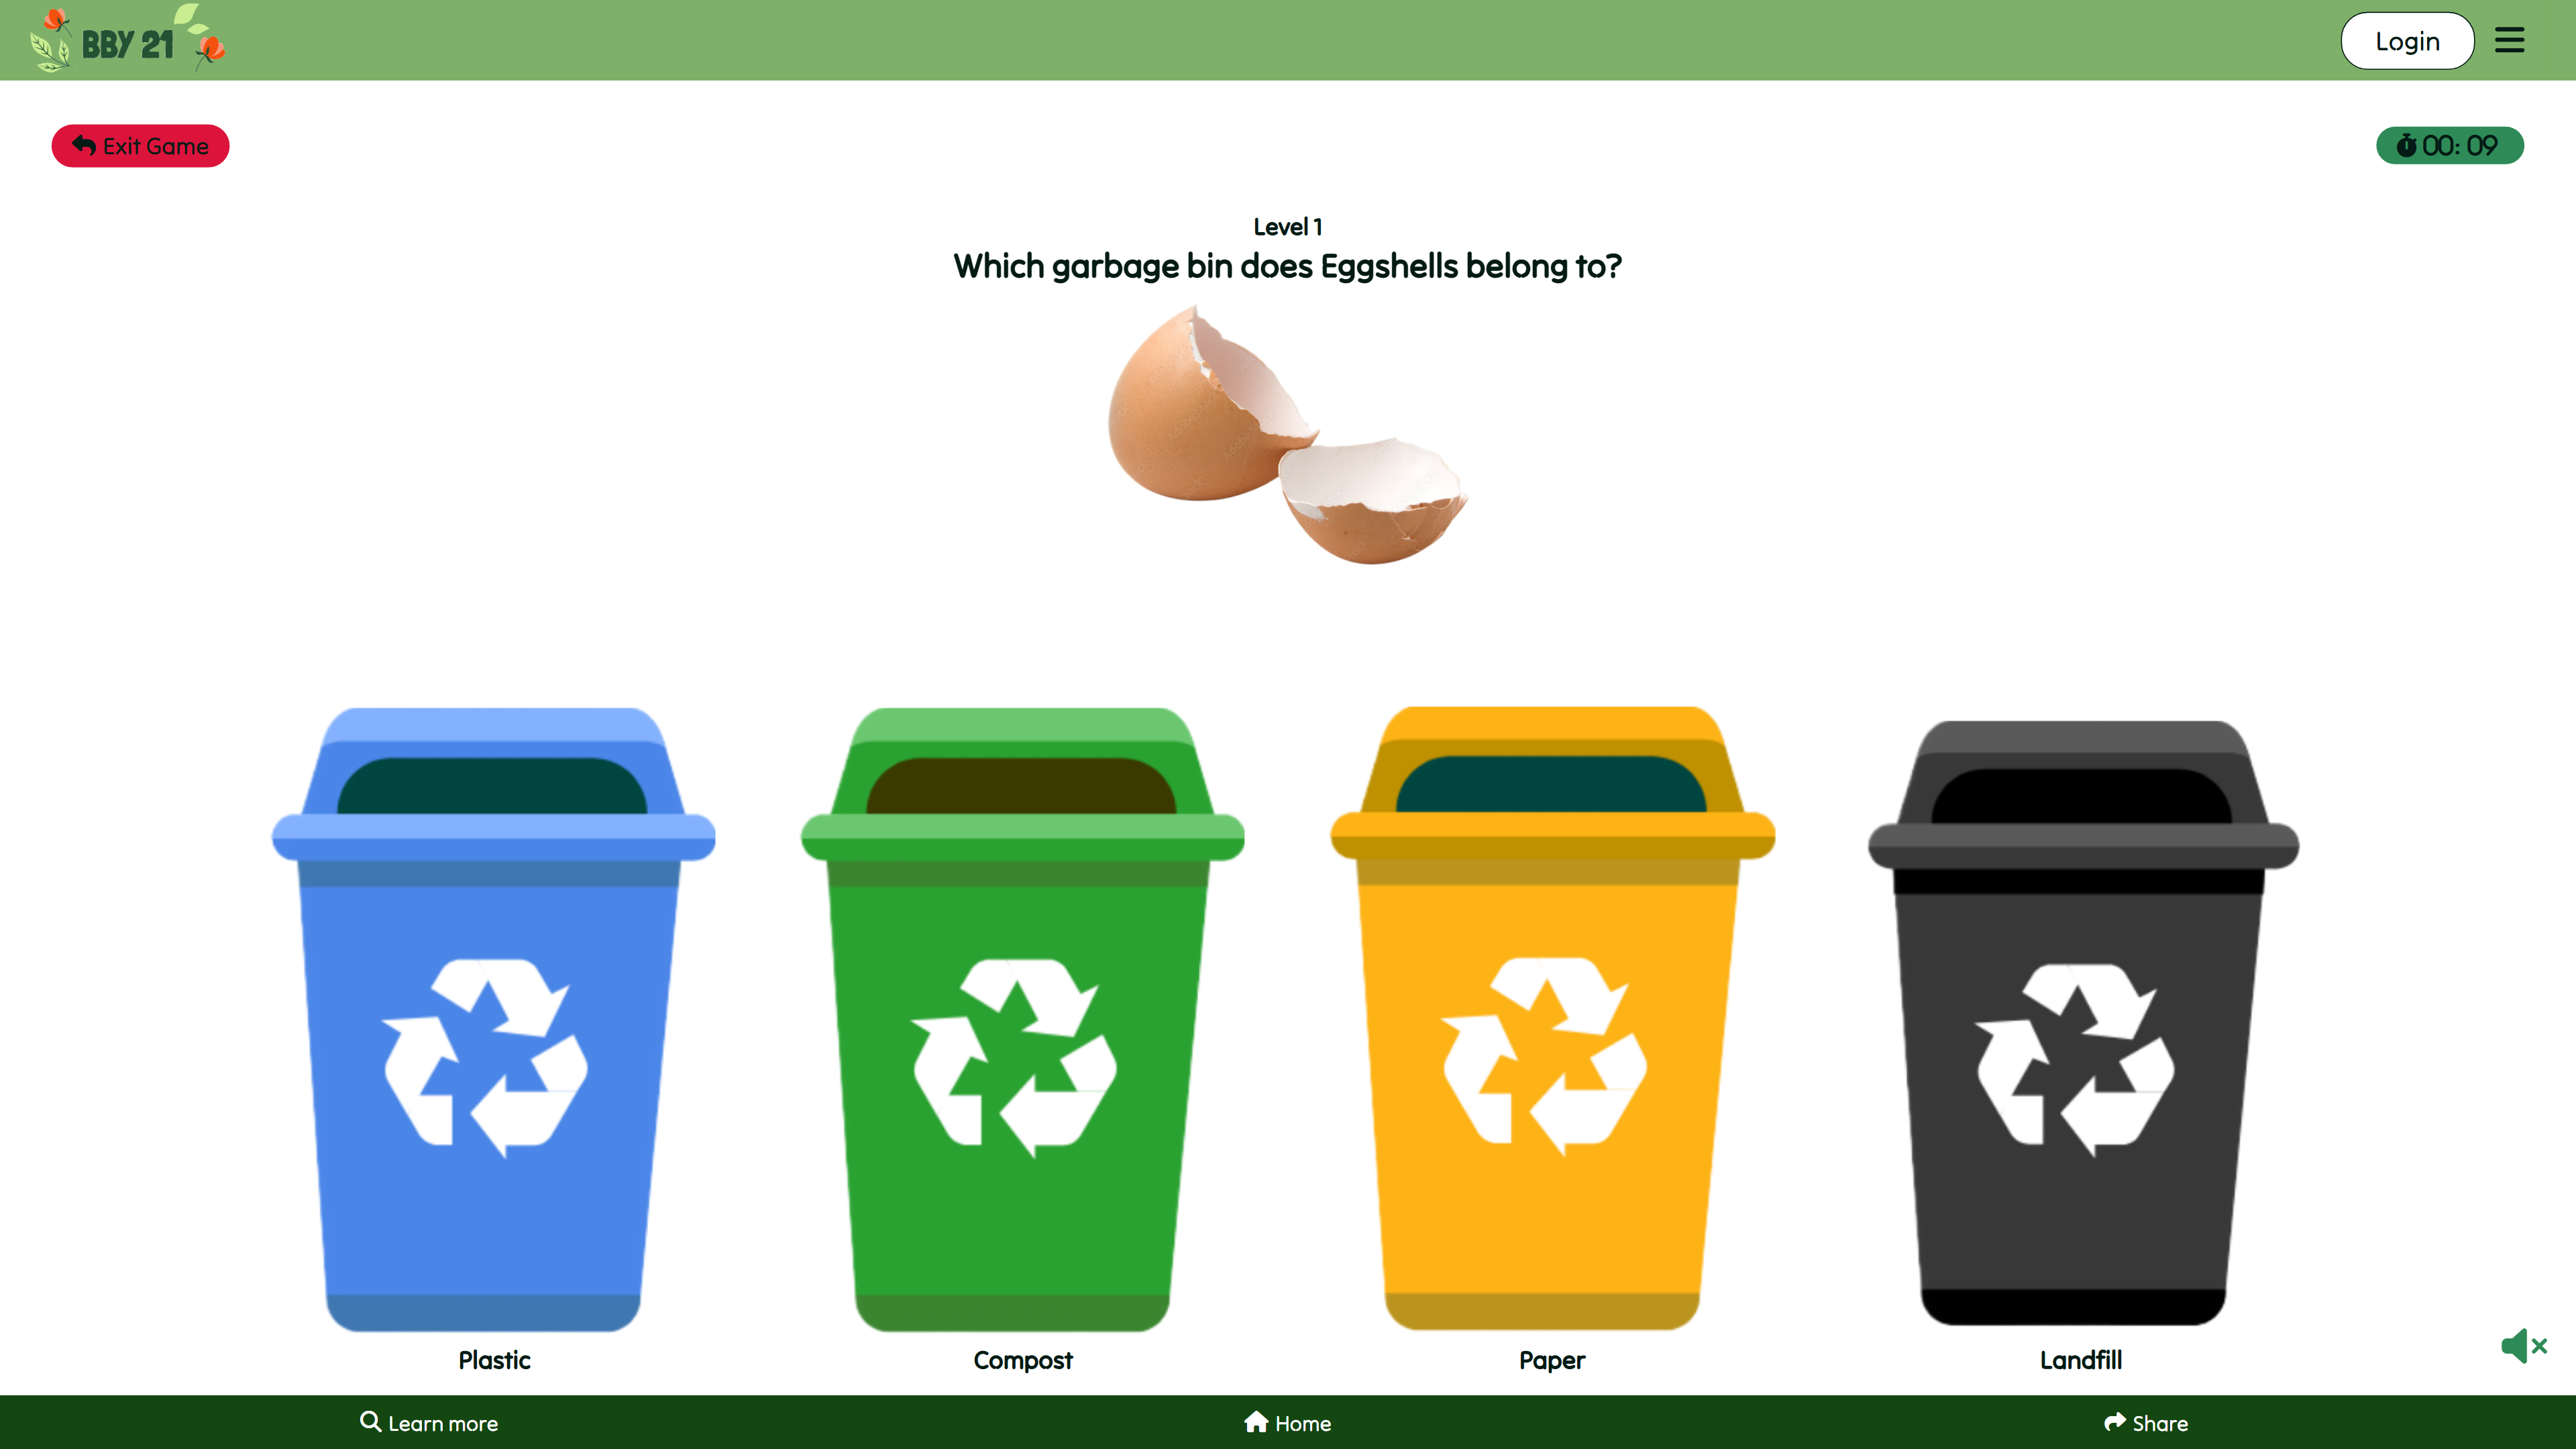 BBY 21
Login
Exit Game
00: 09
Level 1
Which garbage bin does Eggshells belong to?
Plastic
Compost
Paper
Landfill
Learn more
Home
Share